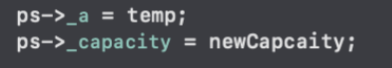 ps->_a = temp;
ps->_capacity = newCapcaity;